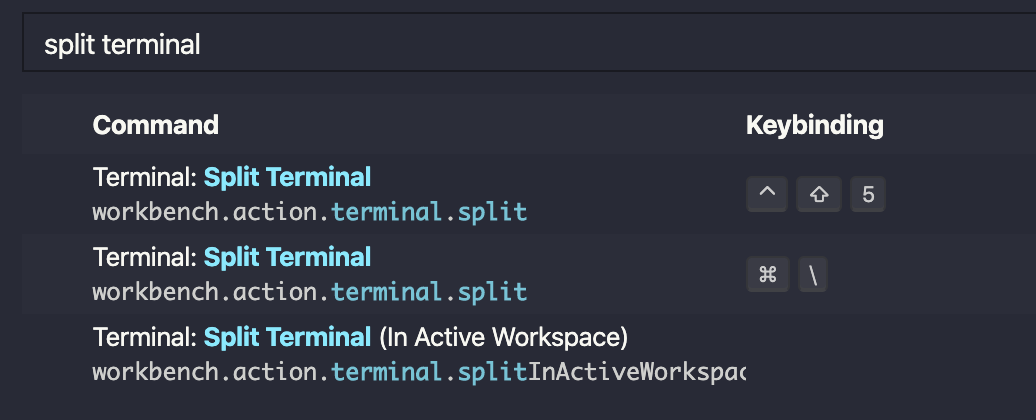 split terminal
Command Keybinding
Terminal: Split Terminal
workbench.action.terminal.split
^ ⇧ 5
Terminal: Split Terminal
workbench.action.terminal.split
⌘ \
Terminal: Split Terminal (In Active Workspace)
workbench.action.terminal.splitInActiveWorkspac